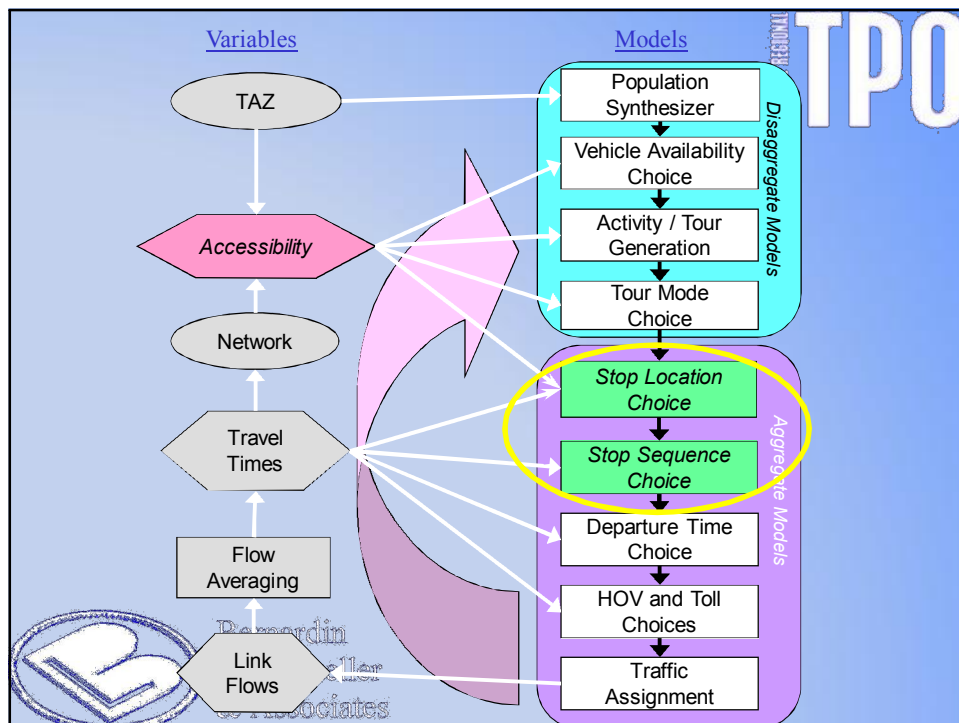 Variables
Models
REGIONAL
TPO
TAZ
Accessibility
Network
Travel
Times
Flow
Averaging
Link
Flows
Population
Synthesizer
Vehicle Availability
Choice
Activity / Tour
Generation
Tour Mode
Choice
Disaggregate Models
Stop Location
Choice
Stop Sequence
Choice
Departure Time
Choice
HOV and Toll
Choices
Traffic
Assignment
Aggregate Models
Bernardin
& Associates